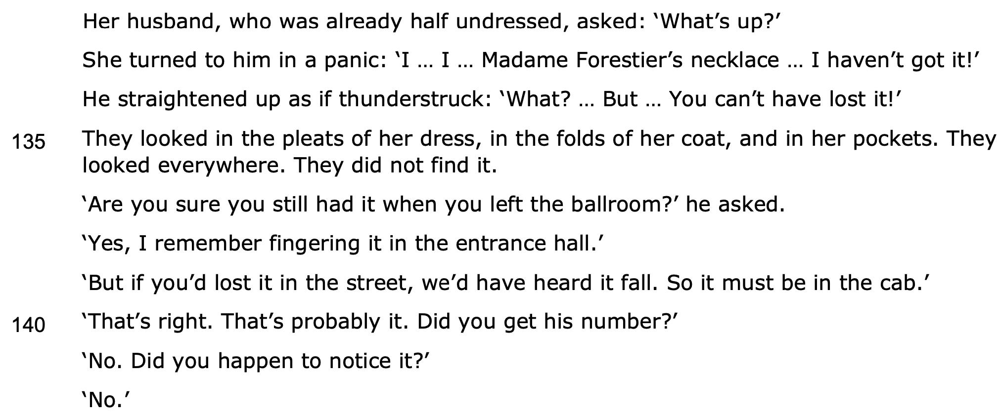 Her husband, who was already half undressed, asked: ‘What’s up?’
She turned to him in a panic: ‘I ... I ... Madame Forestier’s necklace ... I haven’t got it!’
He straightened up as if thunderstruck: ‘What? ... But ... You can’t have lost it!’
135 They looked in the pleats of her dress, in the folds of her coat, and in her pockets. They
looked everywhere. They did not find it.
‘Are you sure you still had it when you left the ballroom?’ he asked.
‘Yes, I remember fingering it in the entrance hall.’
‘But if you’d lost it in the street, we’d have heard it fall. So it must be in the cab.’
140 ‘That’s right. That’s probably it. Did you get his number?’
‘No. Did you happen to notice it?’
‘No.’